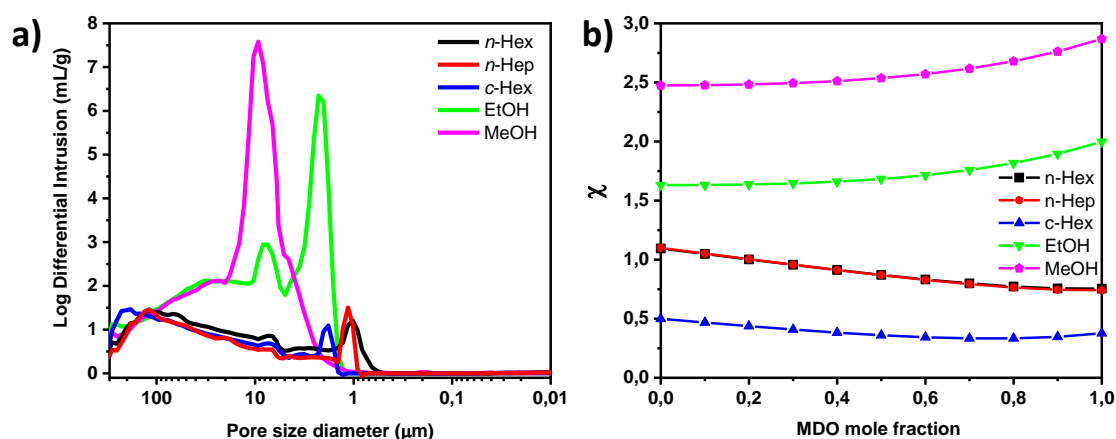 a)
Log Differential Intrusion (mL/g)
8
7
6
5
4
3
2
1
0
100
10
1
0,1
0,01
Pore size diameter (μm)
n-Hex
n-Hep
c-Hex
EtOH
MeOH
b)
χ
3,0
2,5
2,0
1,5
1,0
0,5
0,0
0,0
0,2
0,4
0,6
0,8
1,0
MDO mole fraction
n-Hex
n-Hep
c-Hex
EtOH
MeOH